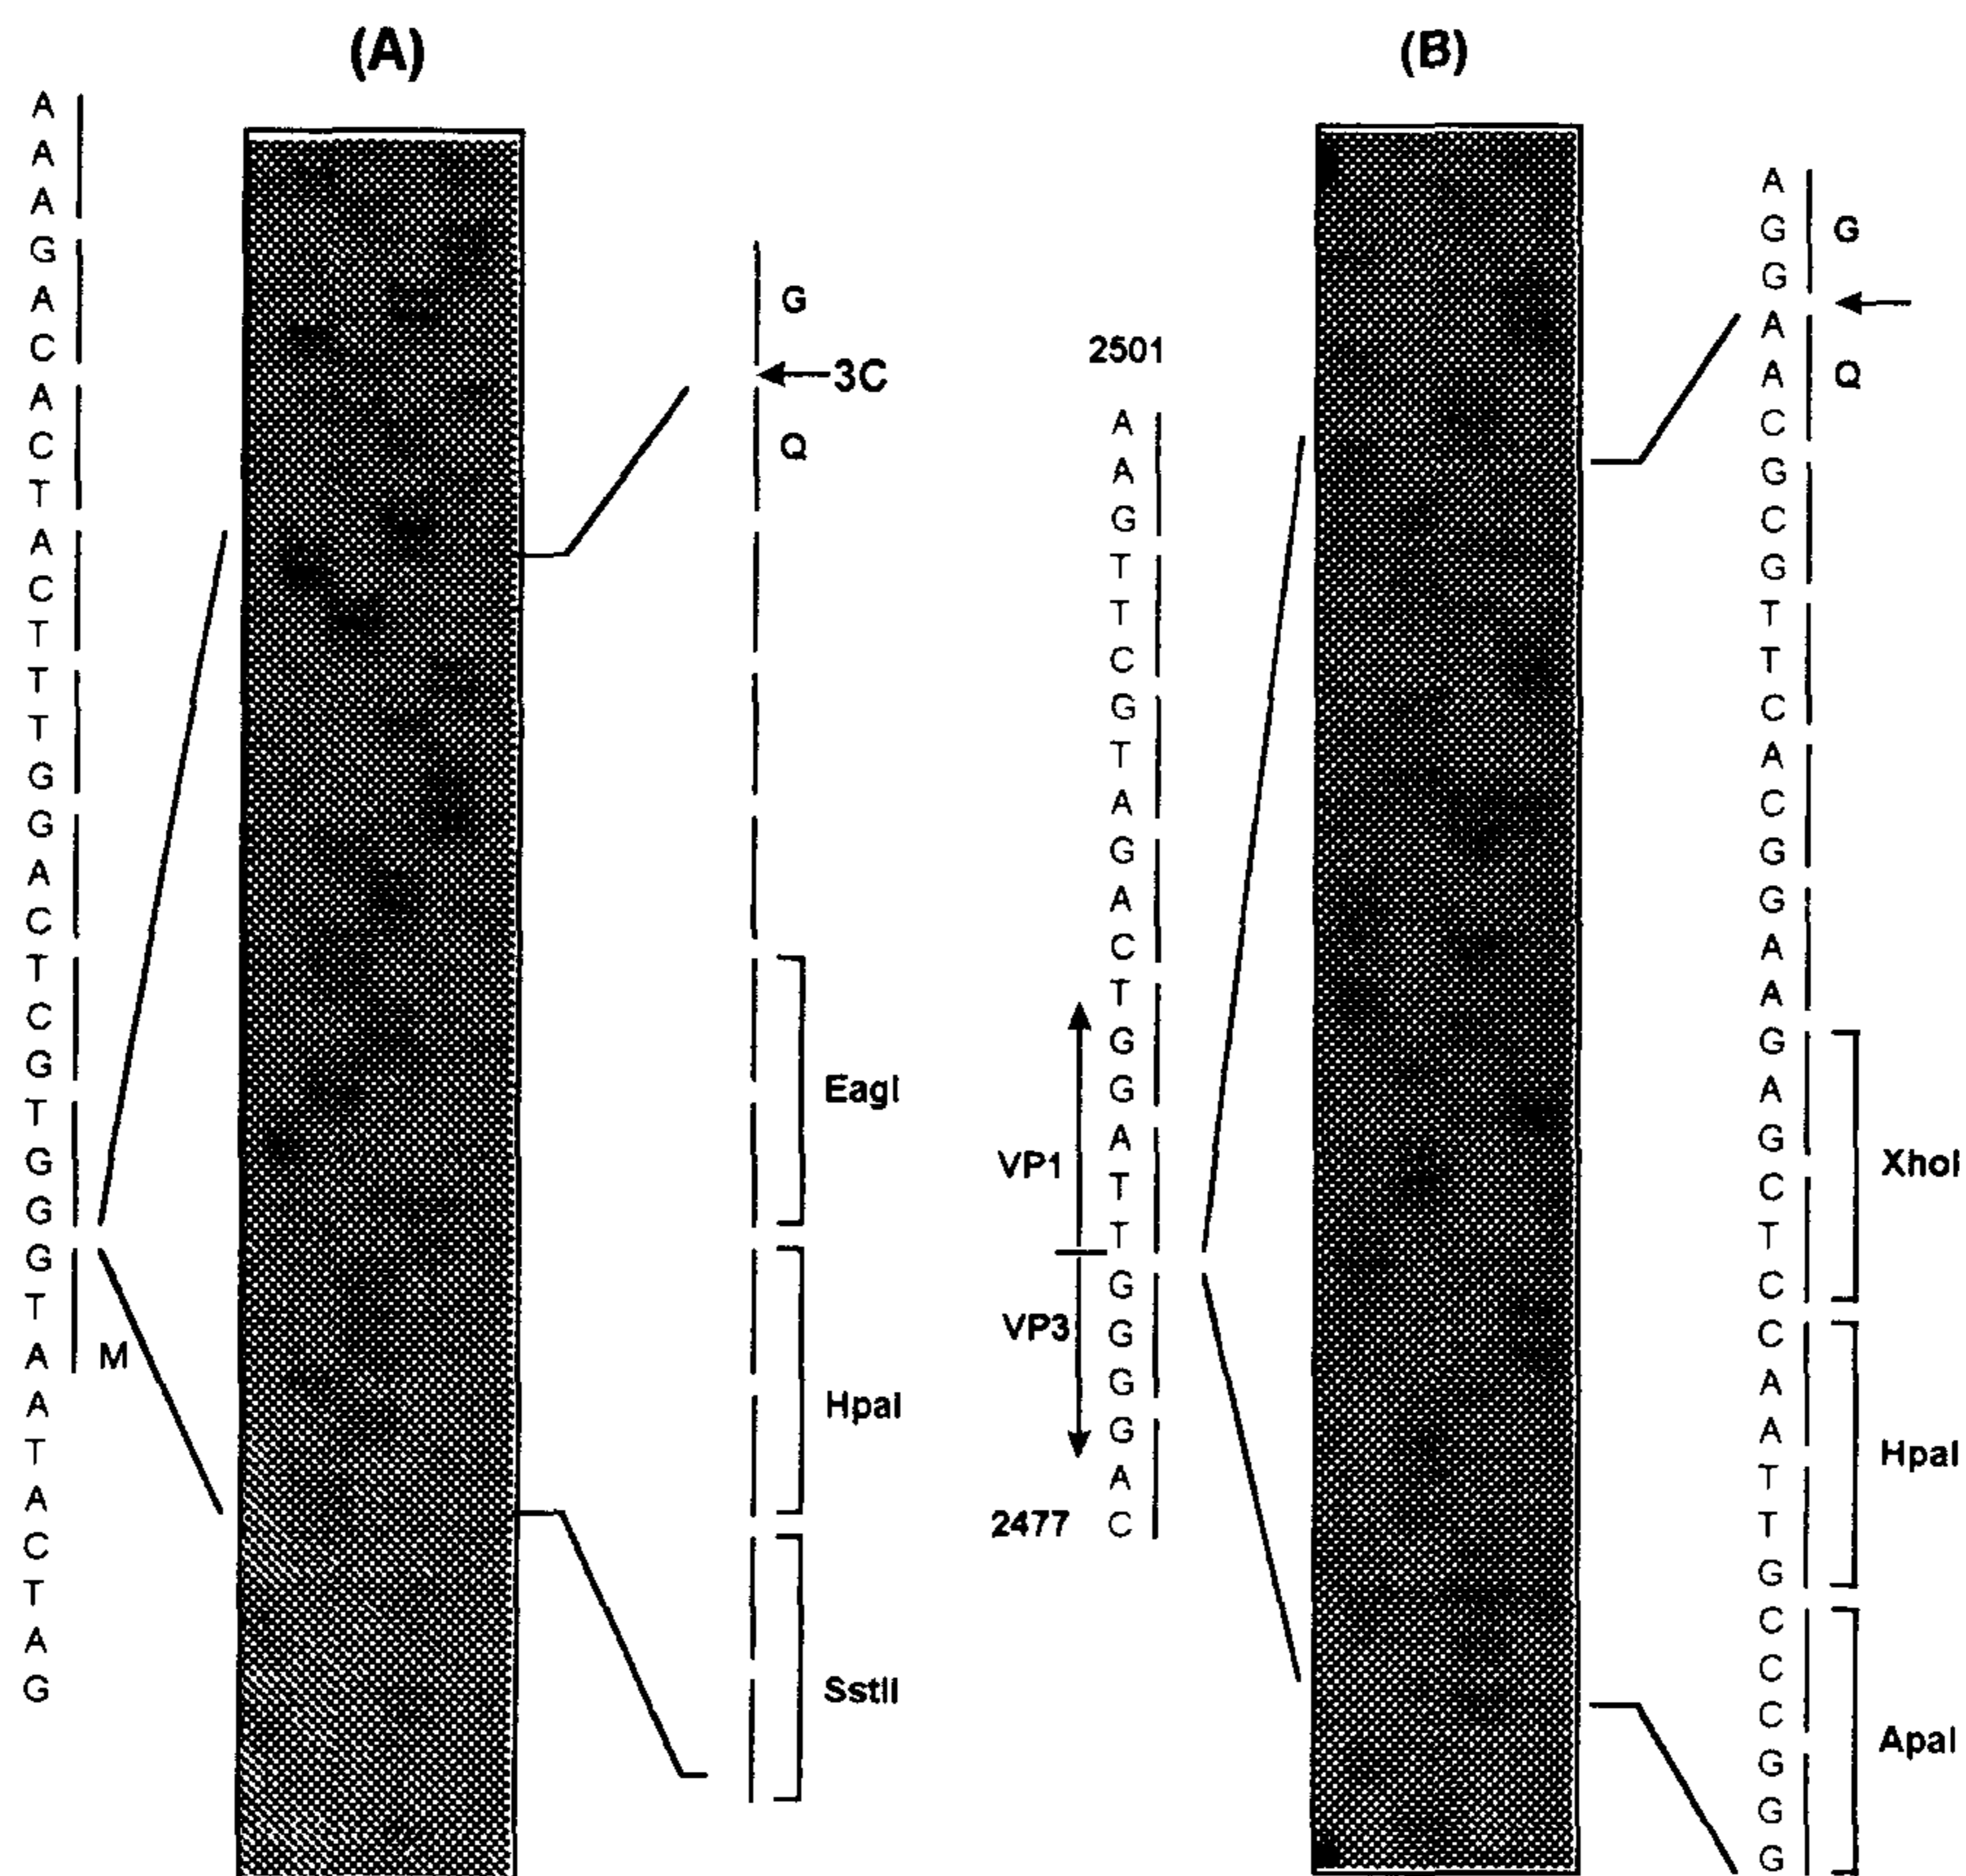 (A)
A A A G A C A C T A C T T T G G A C T C G T G G G T A A T A C T A G
M
G
3C
Q
EagI
HpaI
SstII
(B)
2501
A A G T T C G T A G A C T G G A T T G G G G A C
VP1
VP3
2477
A G G A A C G C G T T C A C G G A A G A G C T C C A A T T G C C C G G G
G
Q
XhoI
HpaI
ApaI